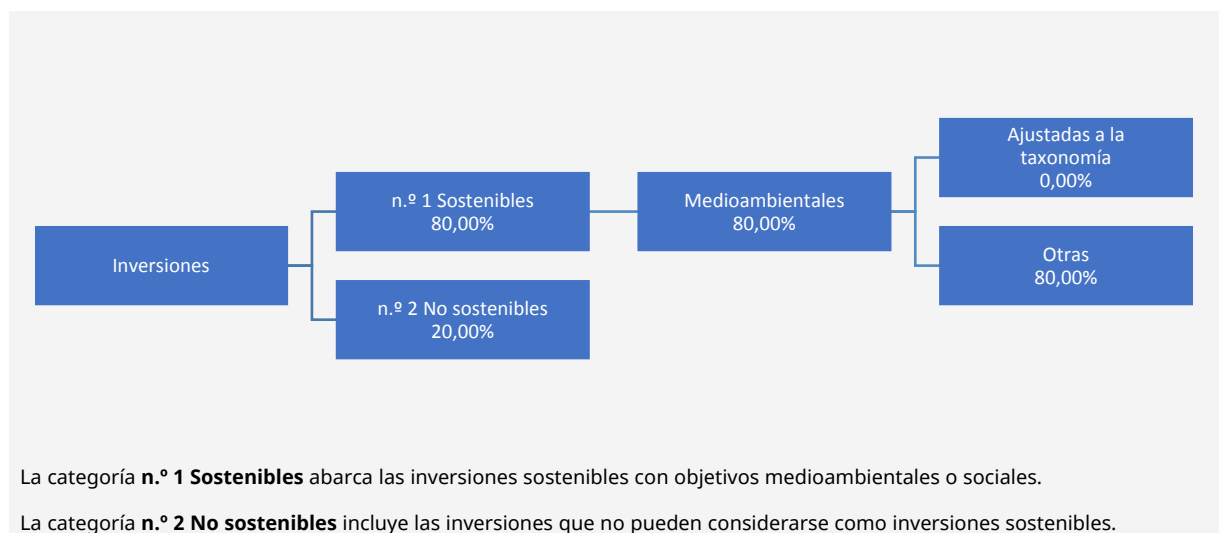 Inversiones
n.º 1 Sostenibles
80,00%
n.º 2 No sostenibles
20,00%
Medioambientales
80,00%
Ajustadas a la
taxonomía
0,00%
Otras
80,00%
La categoría n.º 1 Sostenibles abarca las inversiones sostenibles con objetivos medioambientales o sociales.
La categoría n.º 2 No sostenibles incluye las inversiones que no pueden considerarse como inversiones sostenibles.